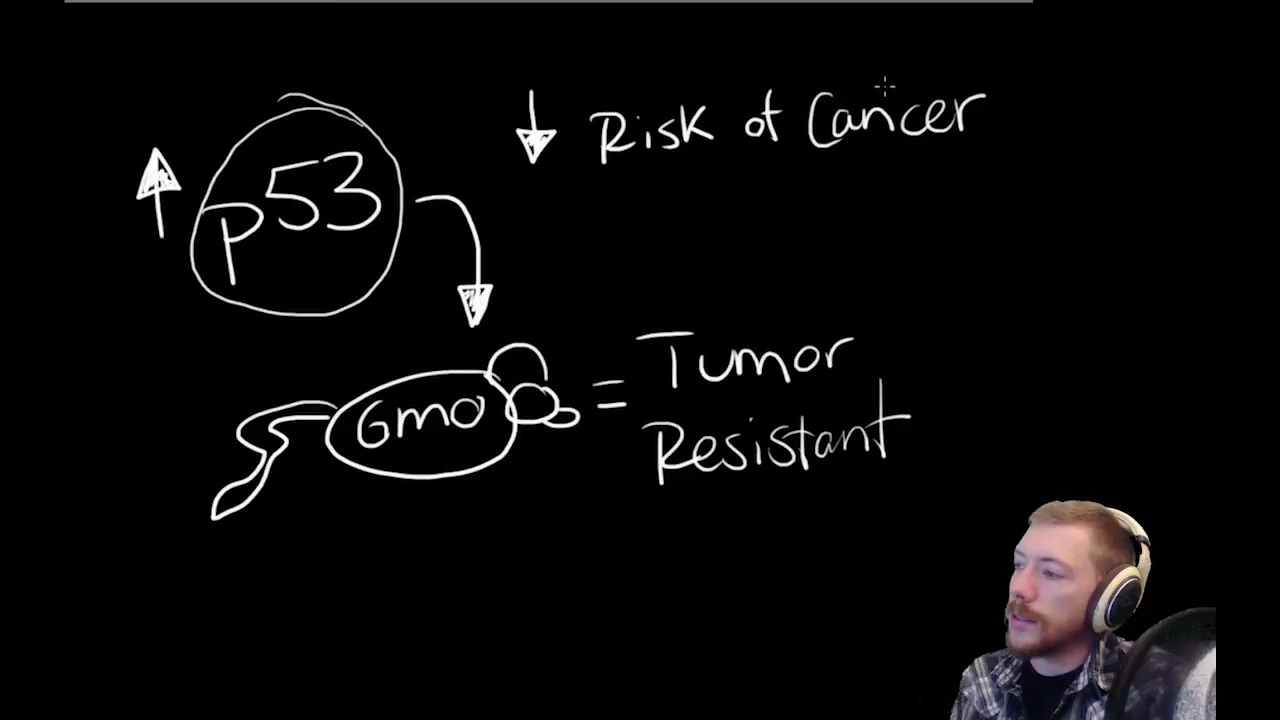 p53
↓ Risk of Cancer
GMO = Tumor
Resistant